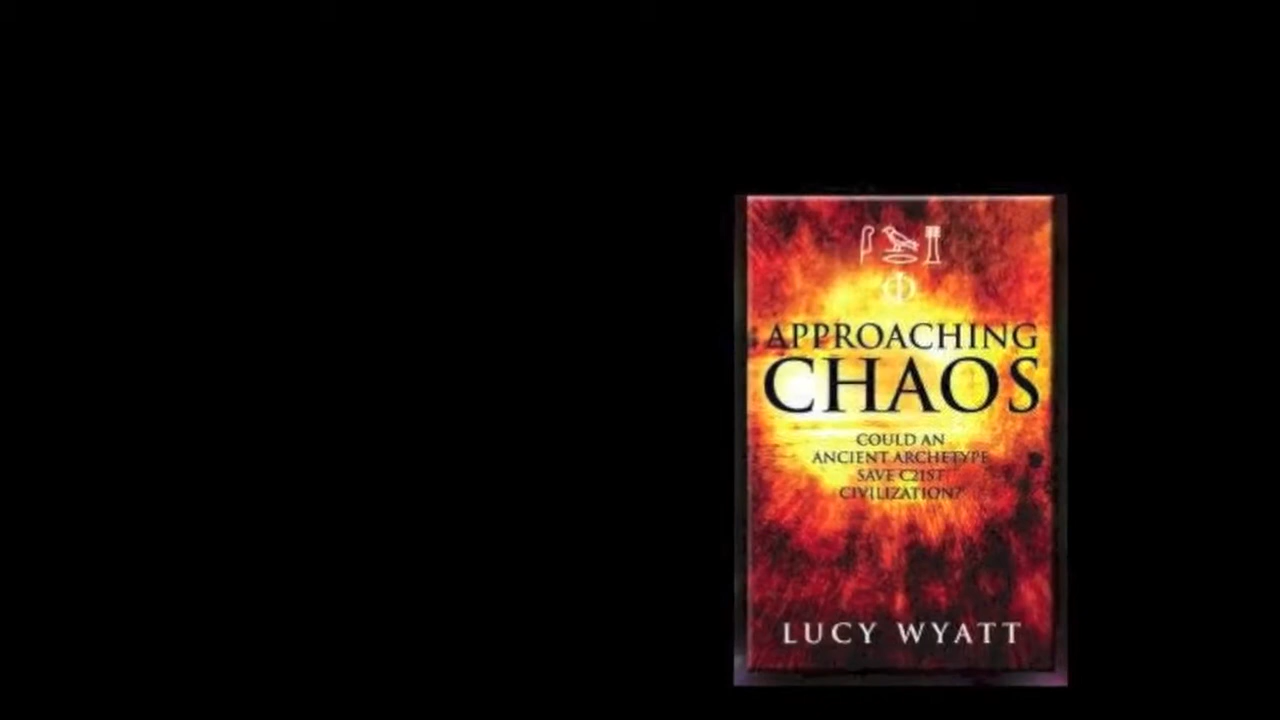 Φ
APPROACHING
CHAOS
COULD AN
ANCIENT ARCHETYPE
SAVE C21ST
CIVILIZATION?
LUCY WYATT